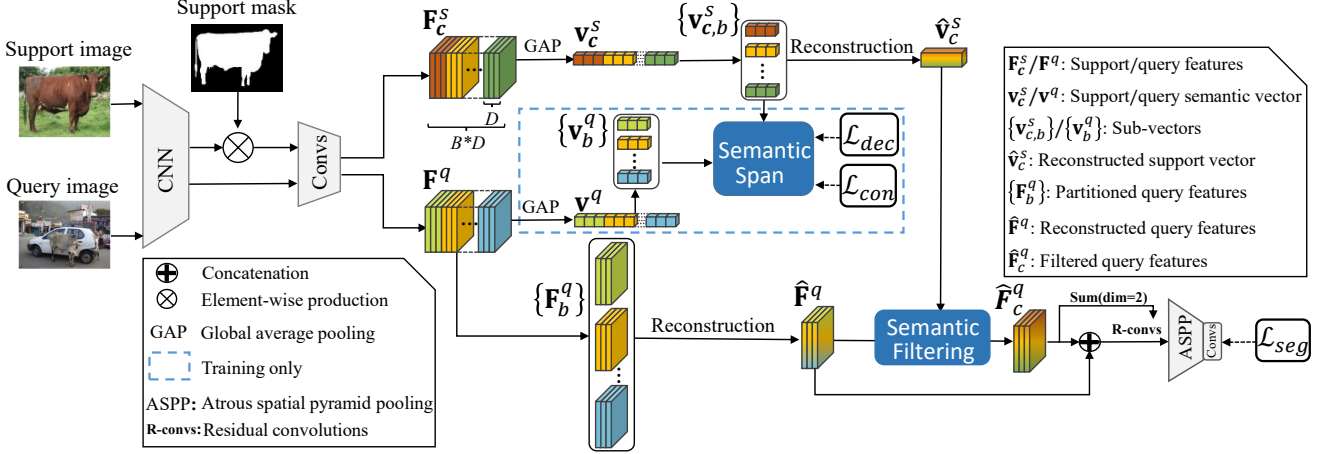 Support mask
Support image
Query image
CNN
Convs
F_c^s
B*D
D
GAP
v_c^s
{v_{c,b}^s}
Reconstruction
v̂_c^s
{v_b^q}
Semantic
Span
ℒ_dec
ℒ_con
F^q
GAP
v^q
F_c^s/F^q: Support/query features
v_c^s/v^q: Support/query semantic vector
{v_{c,b}^s}/{v_b^q}: Sub-vectors
v̂_c^s: Reconstructed support vector
{F_b^q}: Partitioned query features
F̂^q: Reconstructed query features
F̂_c^q: Filtered query features
Concatenation
Element-wise production
GAP Global average pooling
Training only
ASPP: Atrous spatial pyramid pooling
R-convs: Residual convolutions
{F_b^q}
Reconstruction
F̂^q
Semantic
Filtering
F̂_c^q
Sum(dim=2)
R-convs
ASPP
Convs
ℒ_seg